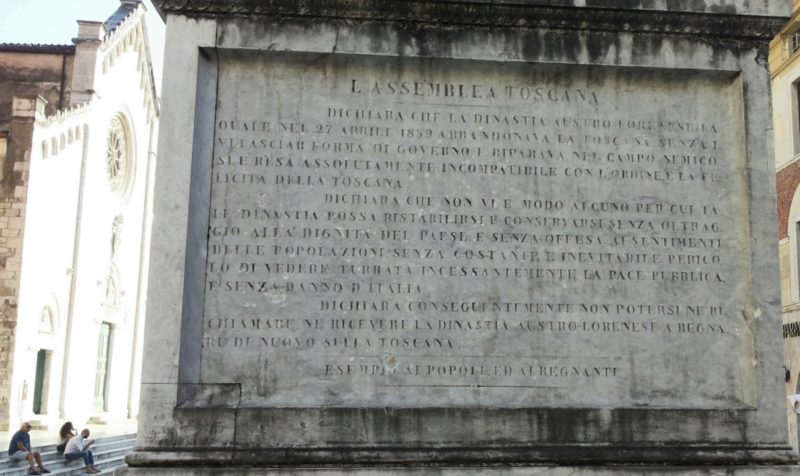 L ASSEMBLEA TOSCANA
DICHIARA CHE LA DINASTIA AUSTRO-LORENESE, LA
QUALE NEL 27 APRILE 1859 ABBANDONAVA LA TOSCANA, SENZA I
VI LASCIAR FORMA DI GOVERNO E RIPARAVA NEL CAMPO NEMICO
SI E RESA ASSOLUTAMENTE INCOMPATIBILE CON L'ORDINE E LA FE
LICITA DELLA TOSCANA.
DICHIARA CHE NON VI E MODO ALCUNO PER CUI TA
LE DINASTIA POSSA RISTABILIRSI, E CONSERVARSI SENZA OLTRAG
GIO ALLA DIGNITA DEL PAESE, E SENZA OFFESA AI SENTIMENTI
DELLE POPOLAZIONI SENZA COSTANTE E INEVITABILE PERICO
LO DI VEDERE TURBATA INCESSANTEMENTE LA PACE PUBBLICA,
E SENZA DANNO D'ITALIA.
DICHIARA CONSEGUENTEMENTE NON POTERSI NE RI
CHIAMARE NE RICEVERE LA DINASTIA AUSTRO-LORENESE A REGNA
RE DI NUOVO SULLA TOSCANA.
ESEMPIO AI POPOLI ED AI REGNANTI